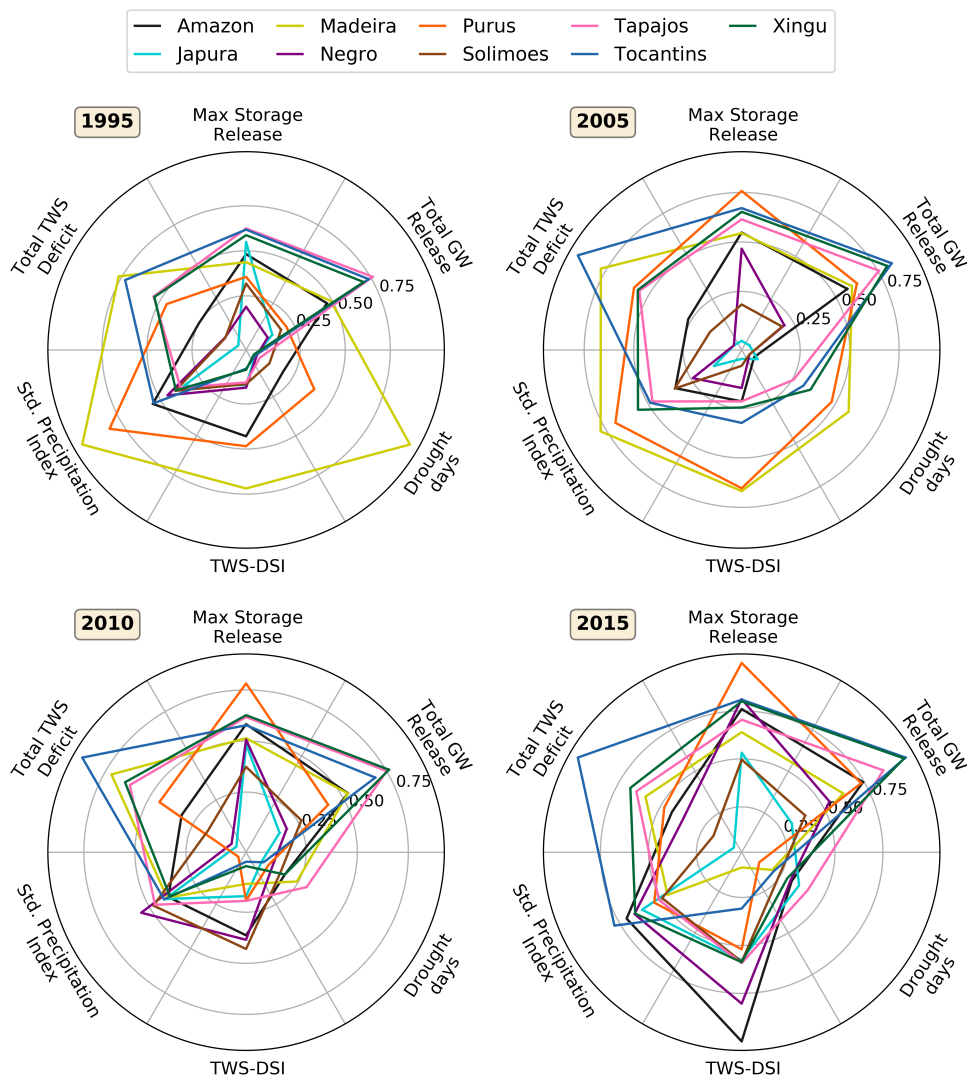 Amazon
Madeira
Purus
Tapajos
Xingu
Japura
Negro
Solimoes
Tocantins
1995
Max Storage
Release
Total TWS
Deficit
Total GW
Release
0.75
0.50
0.25
Std. Precipitation
Index
Drought
days
TWS-DSI
2005
Max Storage
Release
Total TWS
Deficit
Total GW
Release
0.75
0.50
0.25
Std. Precipitation
Index
Drought
days
TWS-DSI
2010
Max Storage
Release
Total TWS
Deficit
Total GW
Release
0.75
0.50
0.25
Std. Precipitation
Index
Drought
days
TWS-DSI
2015
Max Storage
Release
Total TWS
Deficit
Total GW
Release
0.75
0.50
0.25
Std. Precipitation
Index
Drought
days
TWS-DSI